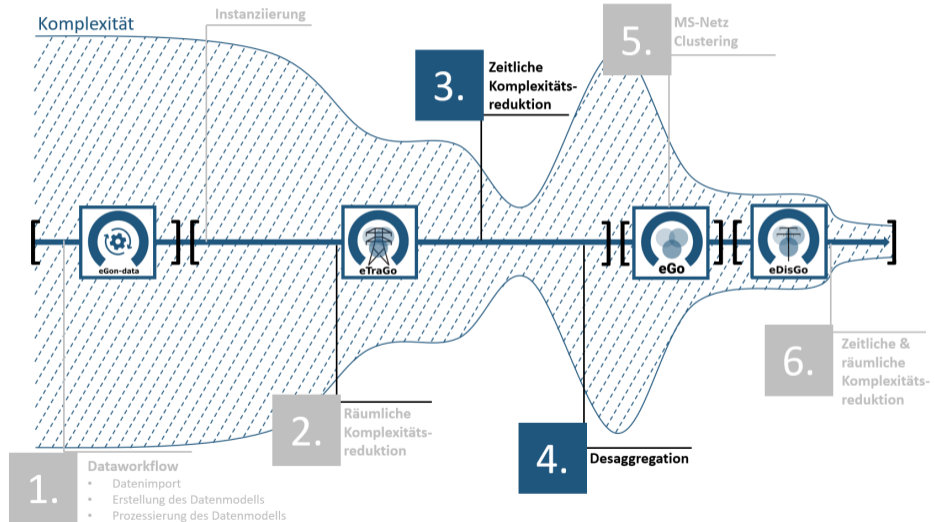 Komplexität
Instanziierung
3.
Zeitliche
Komplexitäts-
reduktion
5.
MS-Netz
Clustering
eGon-data
eTraGo
eGo
eDisGo
1.
Dataworkflow
• Datenimport
• Erstellung des Datenmodells
• Prozessierung des Datenmodells
2.
Räumliche
Komplexitäts-
reduktion
4.
Desaggregation
6.
Zeitliche &
räumliche
Komplexitäts-
reduktion